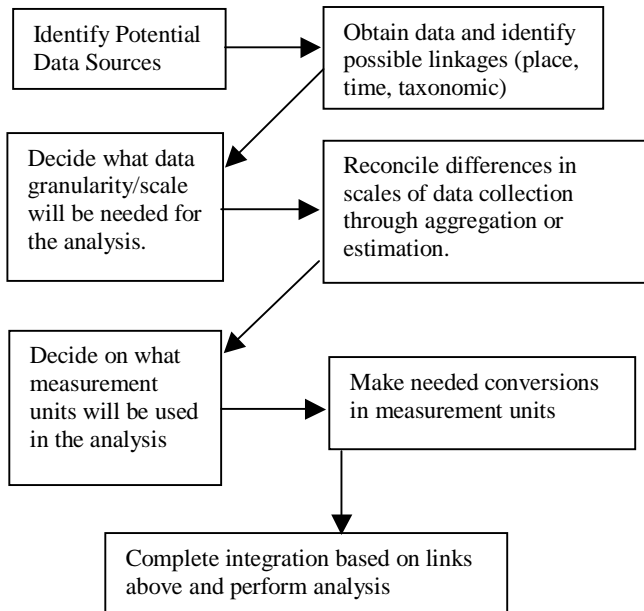 Identify Potential
Data Sources
Obtain data and identify
possible linkages (place,
time, taxonomic)
Decide what data
granularity/scale
will be needed for
the analysis.
Reconcile differences in
scales of data collection
through aggregation or
estimation.
Decide on what
measurement
units will be used
in the analysis
Make needed conversions
in measurement units
Complete integration based on links
above and perform analysis